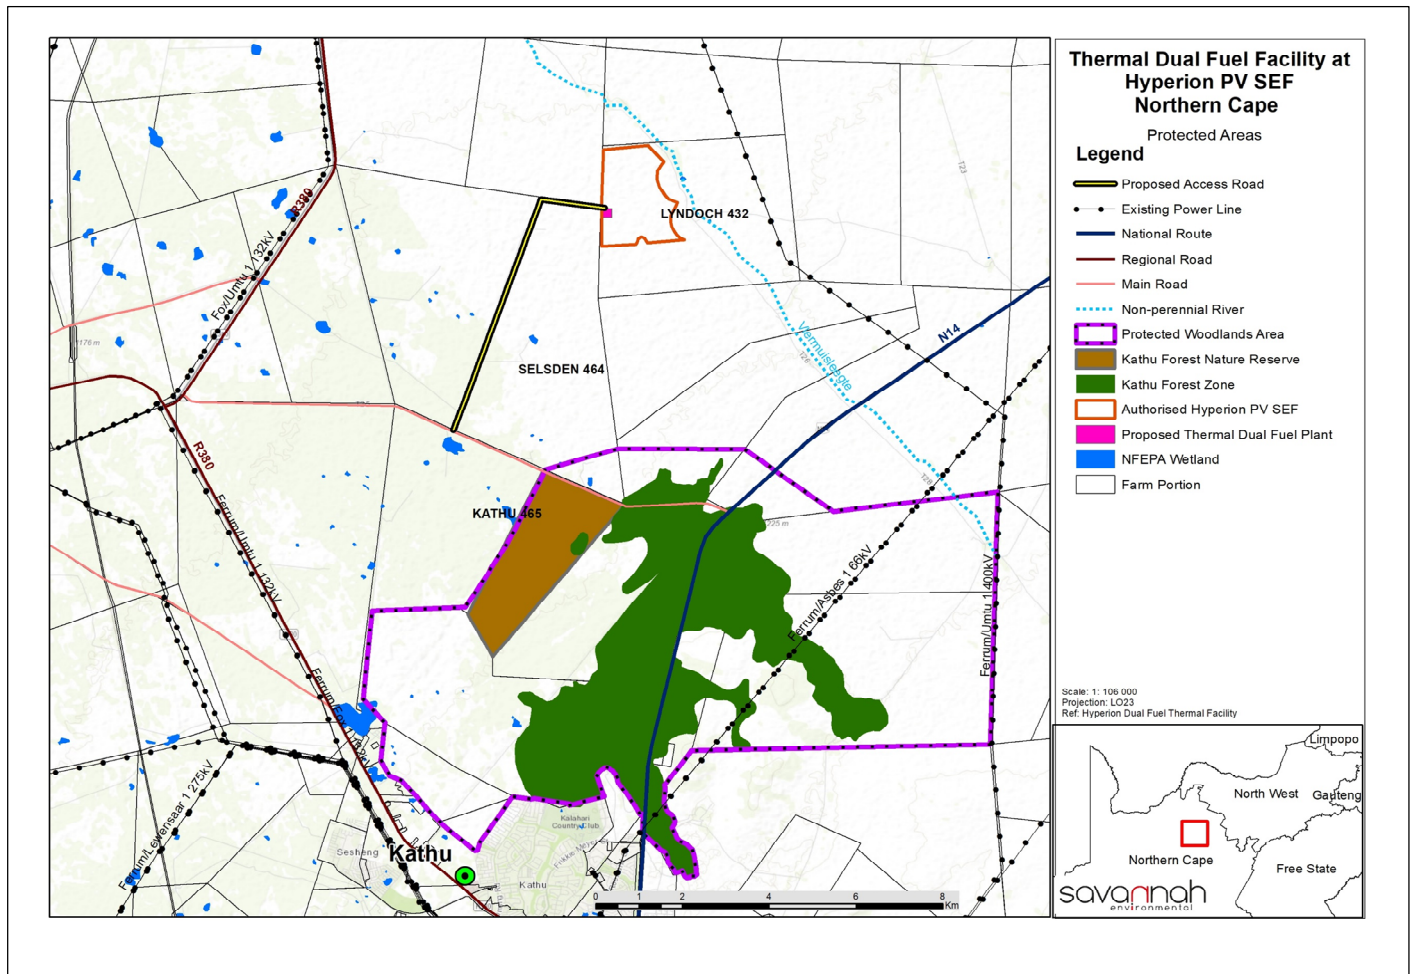 Thermal Dual Fuel Facility at
Hyperion PV SEF
Northern Cape
Protected Areas
Legend
Proposed Access Road
Existing Power Line
National Route
Regional Road
Main Road
Non-perennial River
Protected Woodlands Area
Kathu Forest Nature Reserve
Kathu Forest Zone
Authorised Hyperion PV SEF
Proposed Thermal Dual Fuel Plant
NFEPA Wetland
Farm Portion
Scale: 1: 106 000
Projection: LO23
Ref: Hyperion Dual Fuel Thermal Facility
Limpopo
North West
Gauteng
Northern Cape
Free State
savannah
environmental
R380
Fox/Umtu 1 132kV
LYNDOCH 432
SELSDEN 464
Vermuisleegte
N14
R380
Ferrum/Umtu 1 132kV
KATHU 465
Ferrum/Asbes 1 66kV
Ferrum/Umtu 1 400kV
Ferrum/Fox 1 132kV
Ferrum/Lewensaar 1 275kV
Kalahari
Country Club
Sesheng
Kathu
Kathu
0 1 2 4 6 8
Km